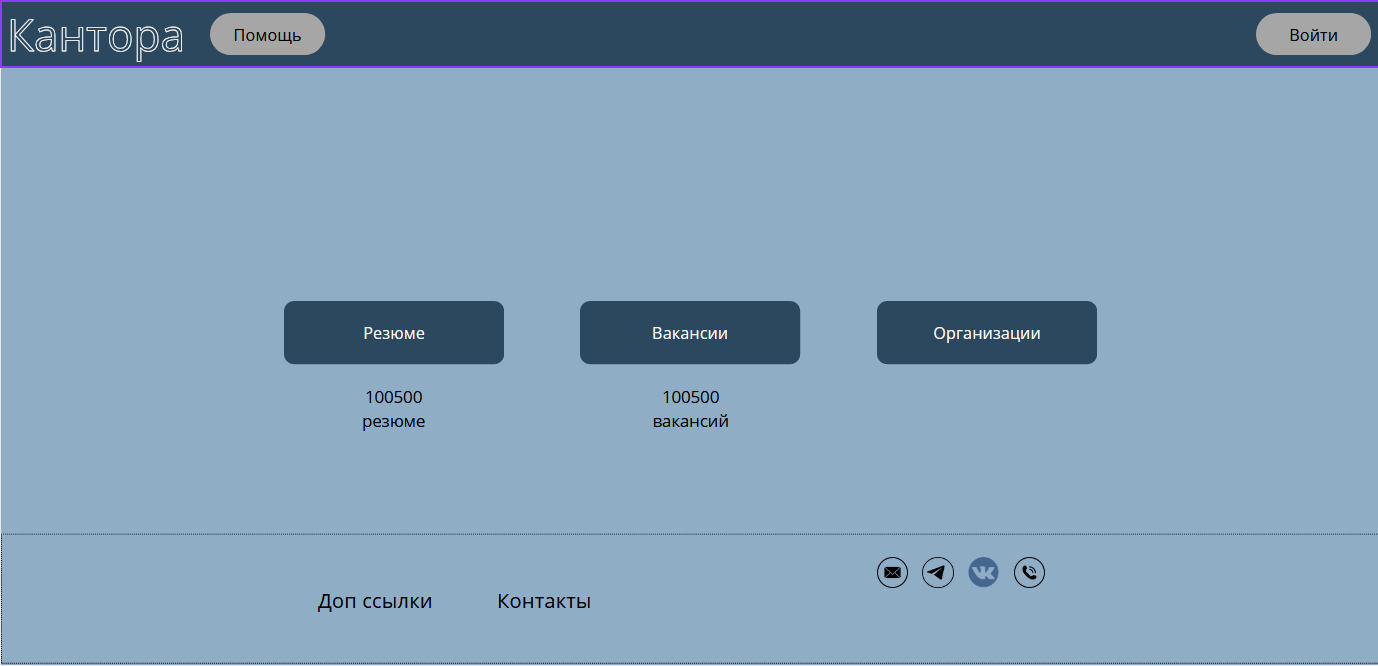 Кантора
Помощь
Войти
Резюме
Вакансии
Организации
100500
резюме
100500
вакансий
Доп ссылки
Контакты